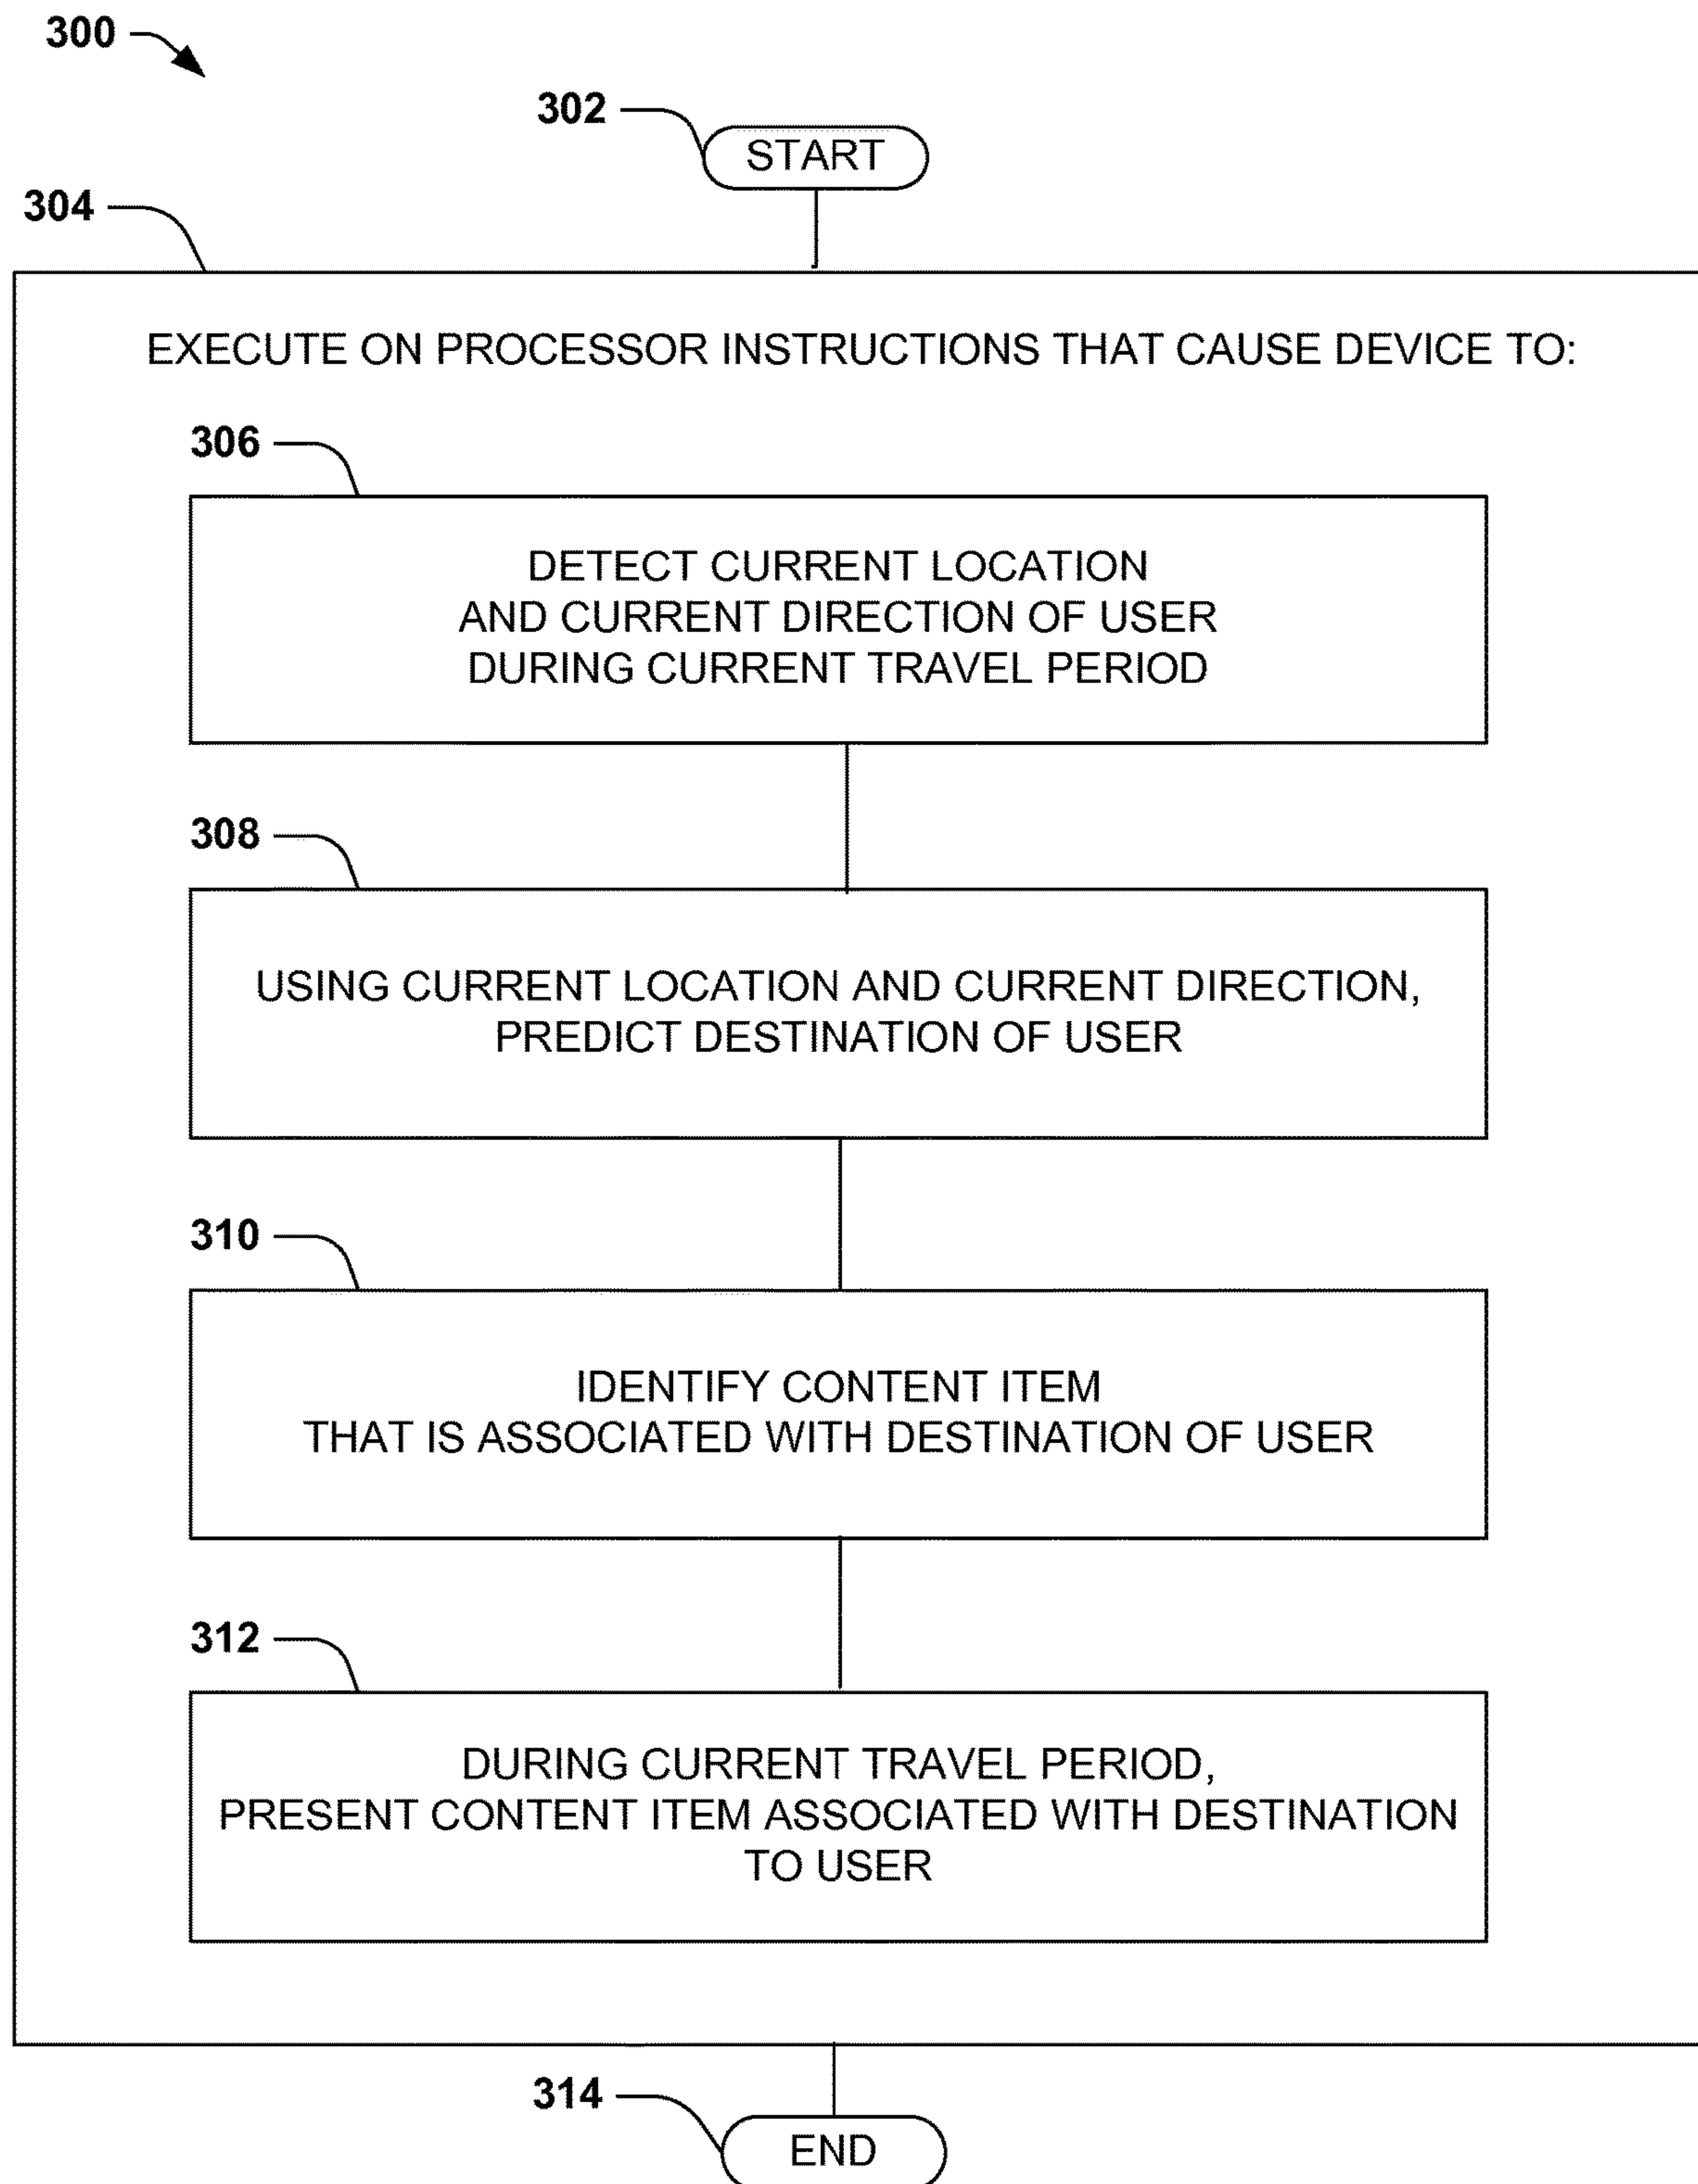 300
302
START
304
EXECUTE ON PROCESSOR INSTRUCTIONS THAT CAUSE DEVICE TO:
306
DETECT CURRENT LOCATION
AND CURRENT DIRECTION OF USER
DURING CURRENT TRAVEL PERIOD
308
USING CURRENT LOCATION AND CURRENT DIRECTION,
PREDICT DESTINATION OF USER
310
IDENTIFY CONTENT ITEM
THAT IS ASSOCIATED WITH DESTINATION OF USER
312
DURING CURRENT TRAVEL PERIOD,
PRESENT CONTENT ITEM ASSOCIATED WITH DESTINATION
TO USER
314
END